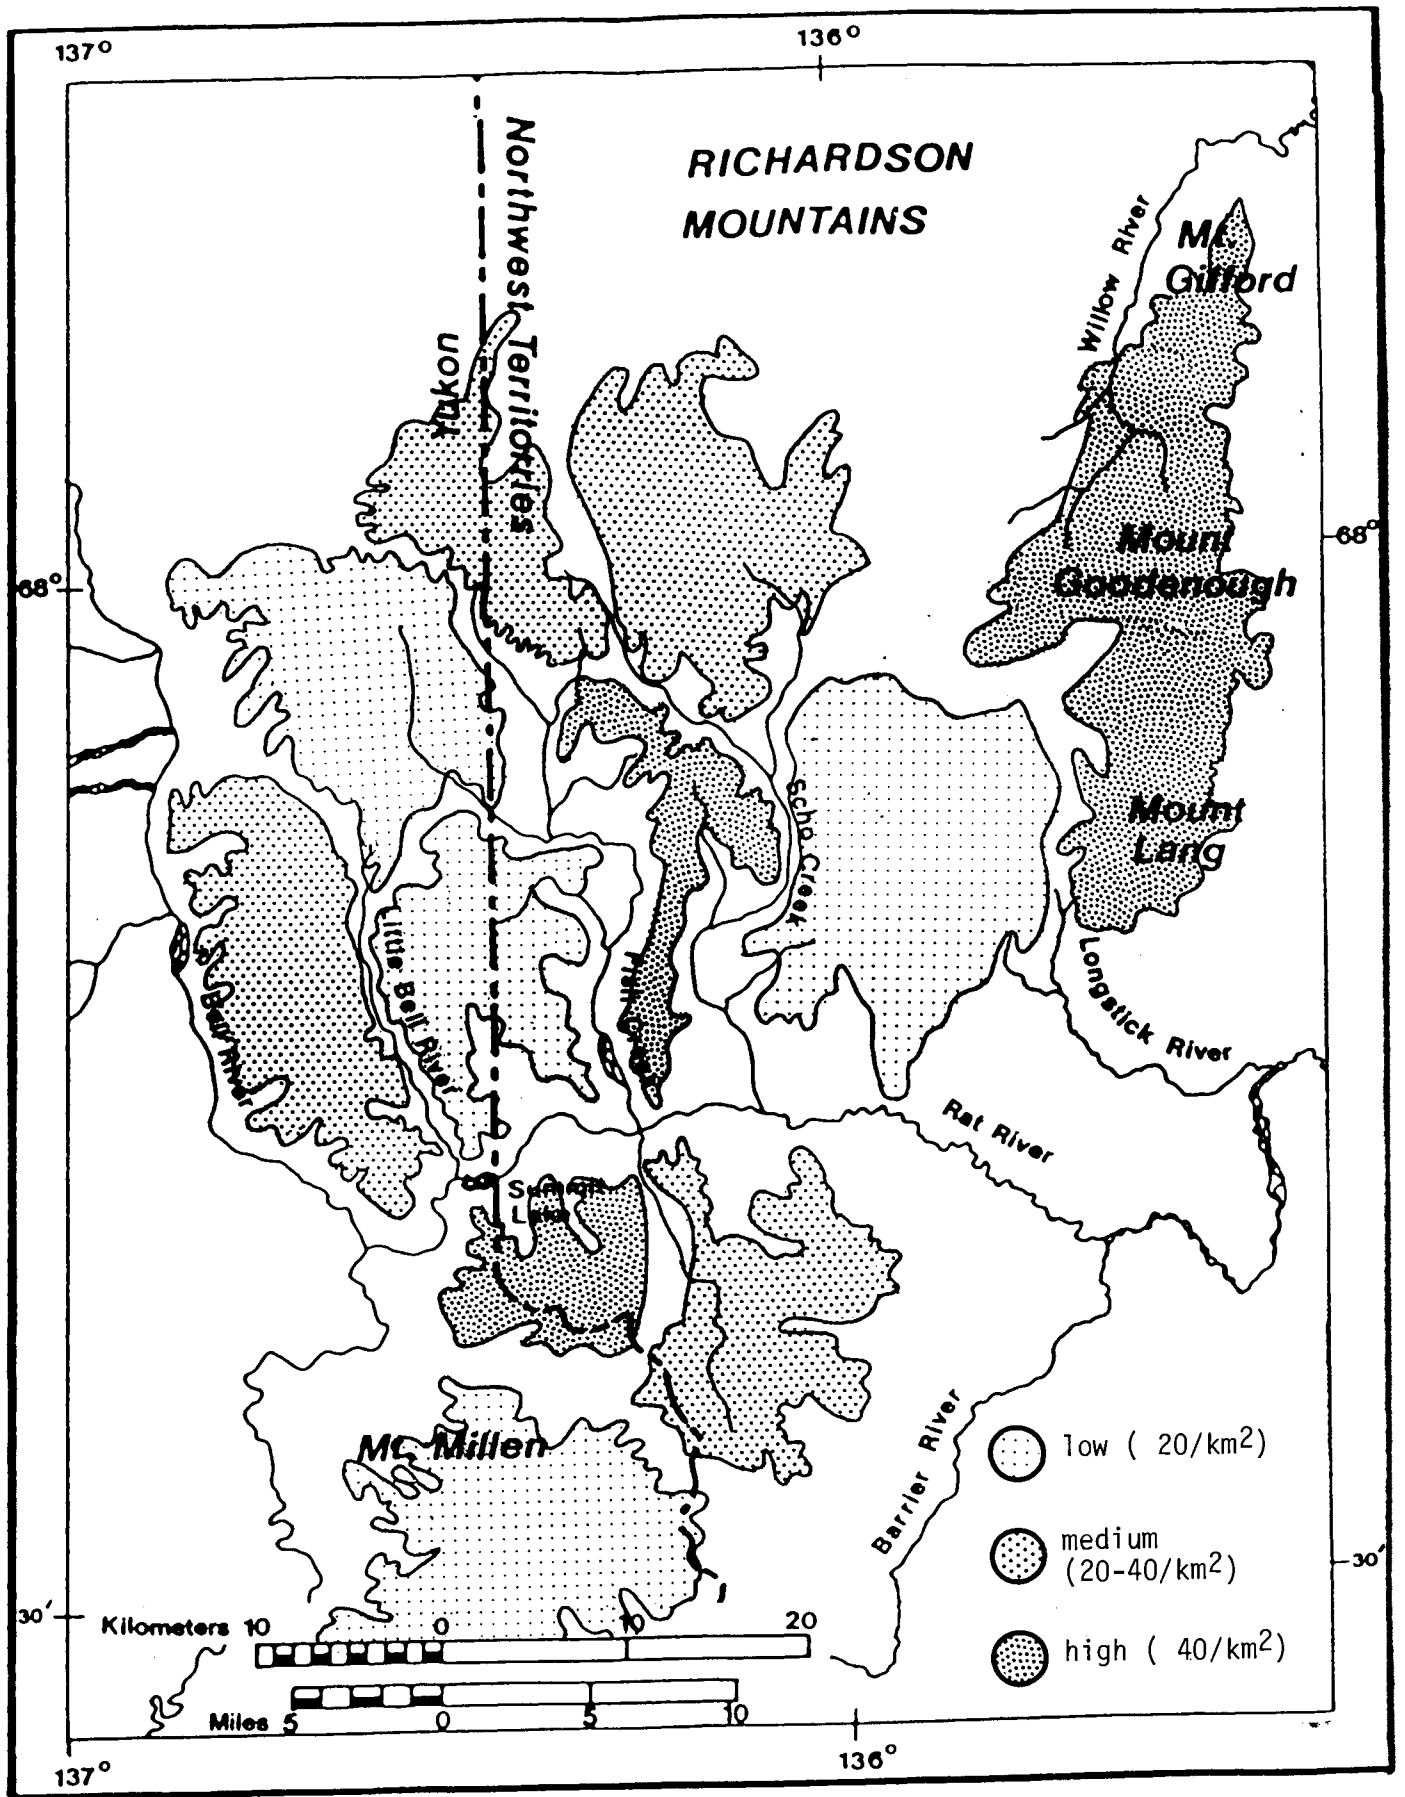 137°
136°
RICHARDSON
MOUNTAINS
Northwest Territories
Yukon
Willow River
Mt.
Gifford
68°
68°
Mount
Goodenough
Mount
Lang
Scho Creek
Little Bell River
Bell River
Fish Creek
Longstick River
Rat River
Summit
Lake
Mt. Millen
Barrier River
low ( 20/km2)
medium
(20-40/km2)
high ( 40/km2)
30′
30′
Kilometers 10 0 10 20
Miles 5 0 5 10
137°
136°